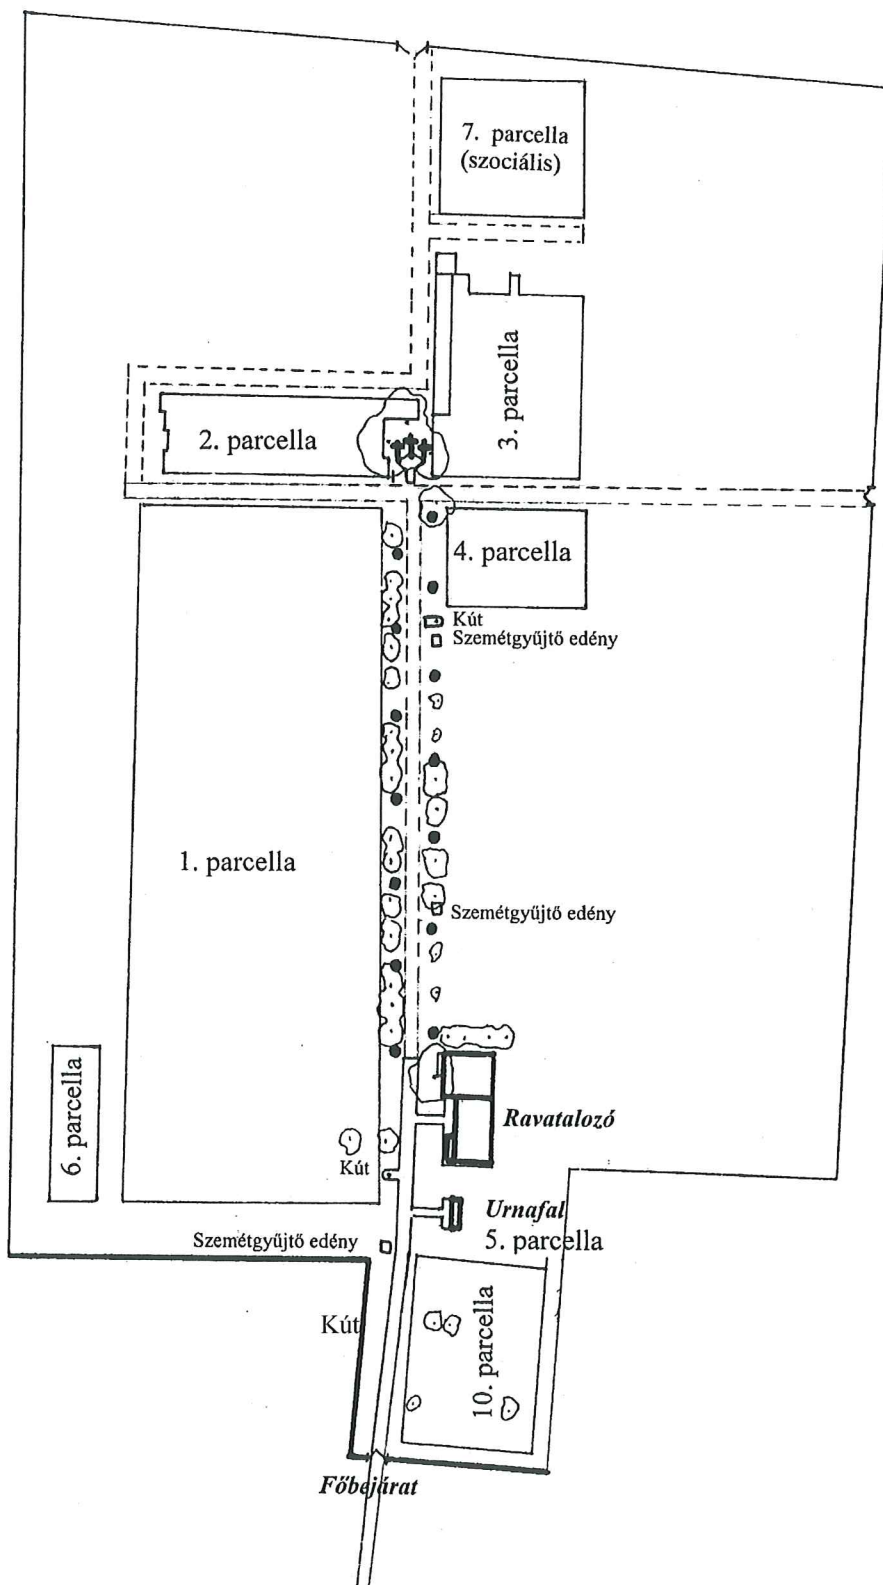 7. parcella
(szociális)
3. parcella
2. parcella
4. parcella
Kút
Szemétgyűjtő edény
1. parcella
Szemétgyűjtő edény
6. parcella
Ravatalozó
Kút
Urnafal
5. parcella
Szemétgyűjtő edény
Kút
10. parcella
Főbejárat